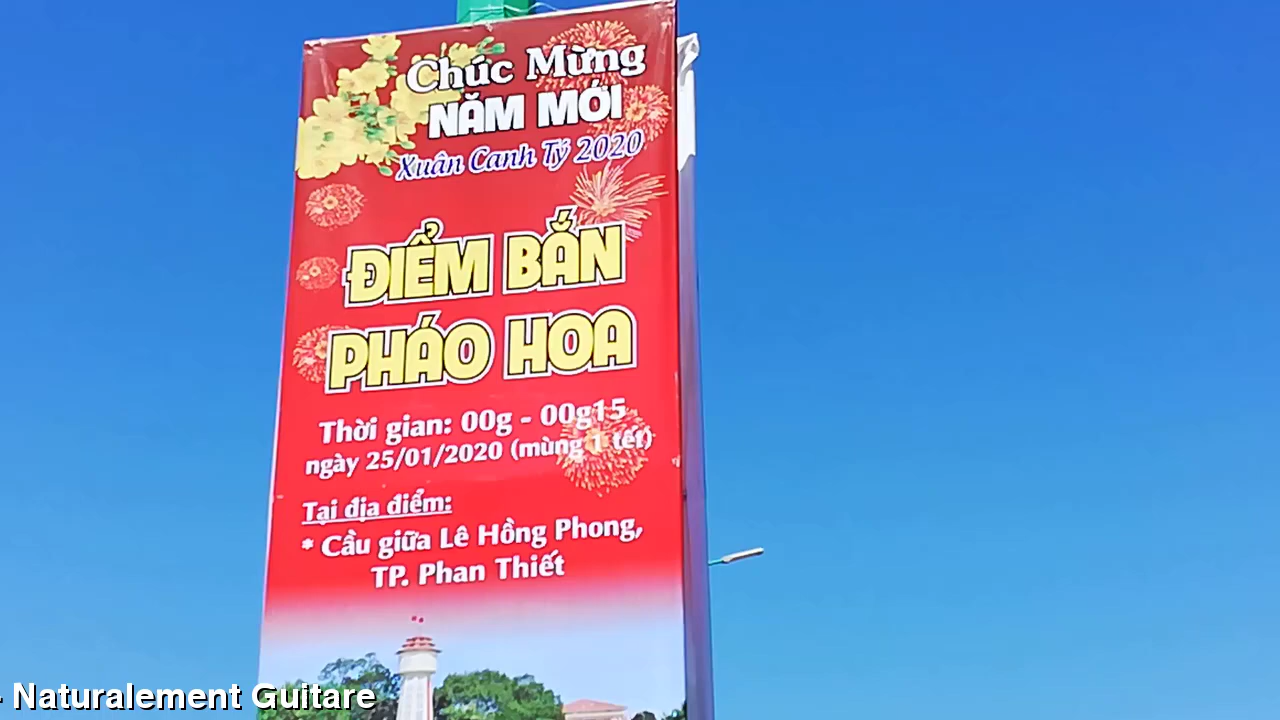 Chúc Mừng
NĂM MỚI
Xuân Canh Tý 2020
ĐIỂM BẮN
PHÁO HOA
Thời gian: 00g - 00g15
ngày 25/01/2020 (mùng 1 tết)
Tại địa điểm:
* Cầu giữa Lê Hồng Phong,
TP. Phan Thiết
- Naturalement Guitare